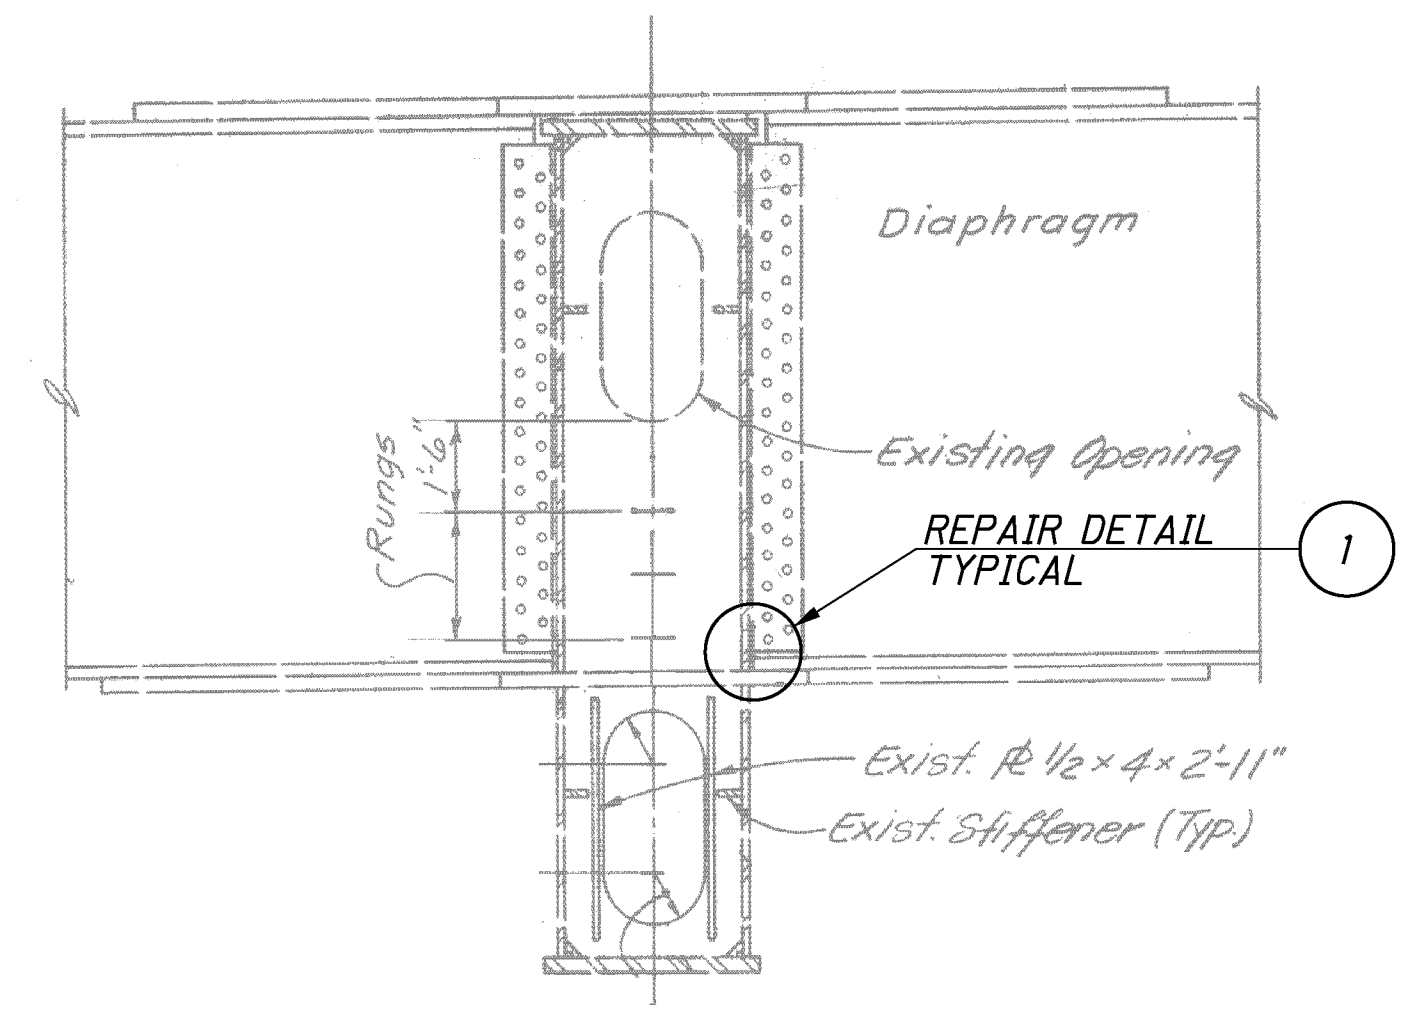 Diaphragm
Rungs
1'-6"
Existing Opening
REPAIR DETAIL
TYPICAL
1
Exist. ℄ 1/2 x 4 x 2'-11"
Exist. Stiffener (Typ.)